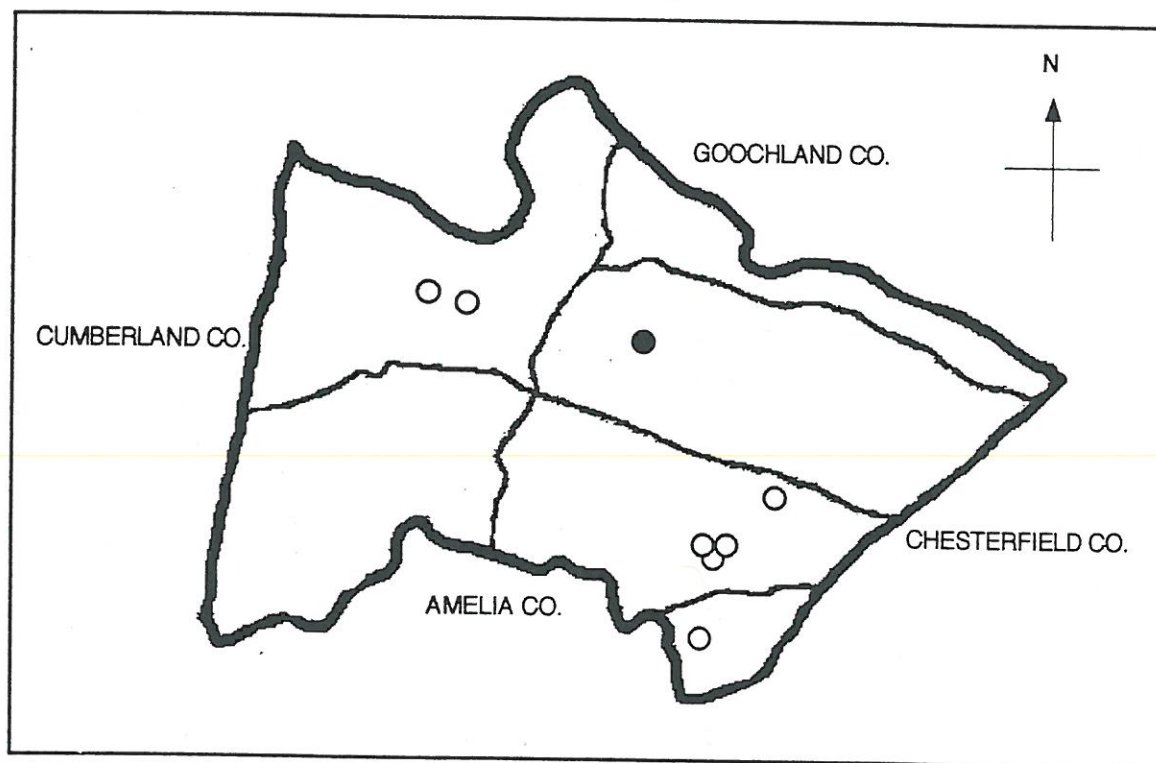 N
GOOCHLAND CO.
CUMBERLAND CO.
CHESTERFIELD CO.
AMELIA CO.